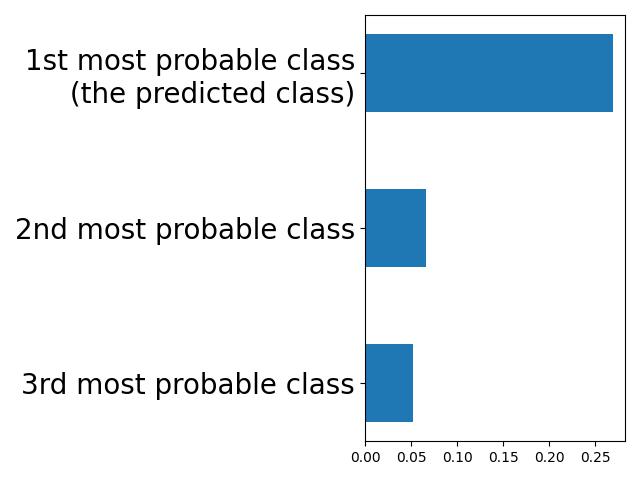 1st most probable class
(the predicted class)
2nd most probable class
3rd most probable class
0.00 0.05 0.10 0.15 0.20 0.25